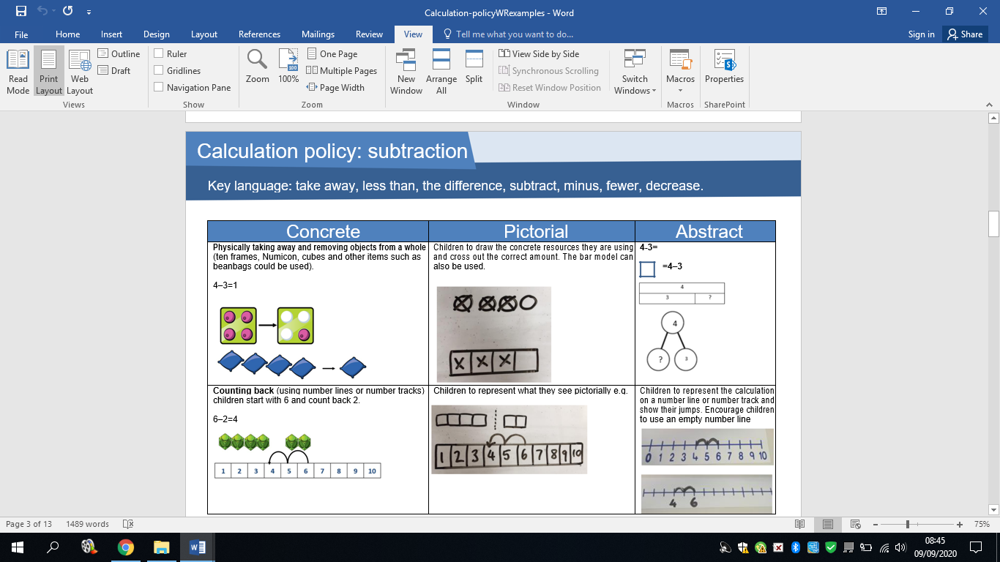 Calculation-policyWRexamples - Word
File Home Insert Design Layout References Mailings Review View Tell me what you want to do... Sign in Share
Read Mode
Print Layout
Web Layout
Outline
Draft
Views
Ruler
Gridlines
Navigation Pane
Show
Zoom
100
100%
One Page
Multiple Pages
Page Width
Zoom
New Window
Arrange All
Split
View Side by Side
Synchronous Scrolling
Reset Window Position
Window
Switch Windows
Macros
Macros
Properties
SharePoint
Calculation policy: subtraction
Key language: take away, less than, the difference, subtract, minus, fewer, decrease.
Concrete
Pictorial
Abstract
Physically taking away and removing objects from a whole
(ten frames, Numicon, cubes and other items such as
beanbags could be used).
4–3=1
Children to draw the concrete resources they are using
and cross out the correct amount. The bar model can
also be used.
4-3=
=4–3
4
3 ?
4
? 3
Counting back (using number lines or number tracks)
children start with 6 and count back 2.
6–2=4
1 2 3 4 5 6 7 8 9 10
Children to represent what they see pictorially e.g.
1 2 3 4 5 6 7 8 9 10
Children to represent the calculation
on a number line or number track and
show their jumps. Encourage children
to use an empty number line
0 1 2 3 4 5 6 7 8 9 10
4 6
Page 3 of 13 1489 words 75%
08:45
09/09/2020